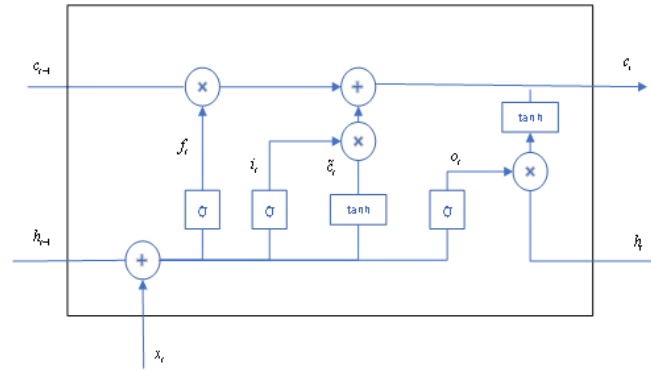 c_{t-1}
c_t
×
+
tanh
f_t
i_t
×
c̃_t
o_t
×
σ
σ
tanh
σ
h_{t-1}
h_t
+
x_t